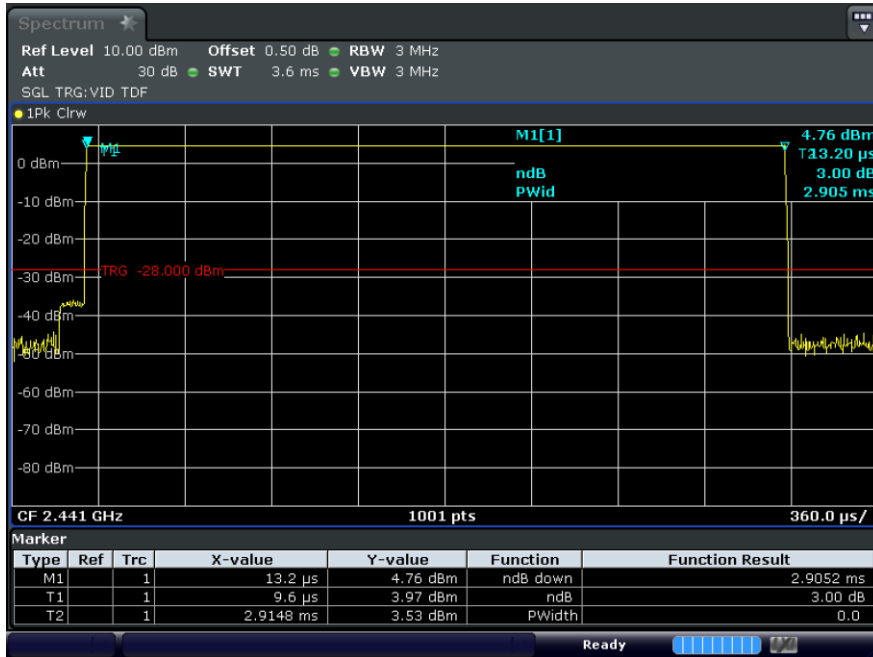 Spectrum
Ref Level 10.00 dBm Offset 0.50 dB RBW 3 MHz
Att 30 dB SWT 3.6 ms VBW 3 MHz
SGL TRG:VID TDF
1Pk Clrw
M1[1] 4.76 dBm
13.20 µs
ndB 3.00 dB
PWid 2.905 ms
M1
0 dBm
-10 dBm
-20 dBm
TRG -28.000 dBm
-30 dBm
-40 dBm
-50 dBm
-60 dBm
-70 dBm
-80 dBm
CF 2.441 GHz 1001 pts 360.0 µs/
Marker
Type Ref Trc X-value Y-value Function Function Result
M1 1 13.2 µs 4.76 dBm ndB down 2.9052 ms
T1 1 9.6 µs 3.97 dBm ndB 3.00 dB
T2 1 2.9148 ms 3.53 dBm PWidth 0.0
Ready